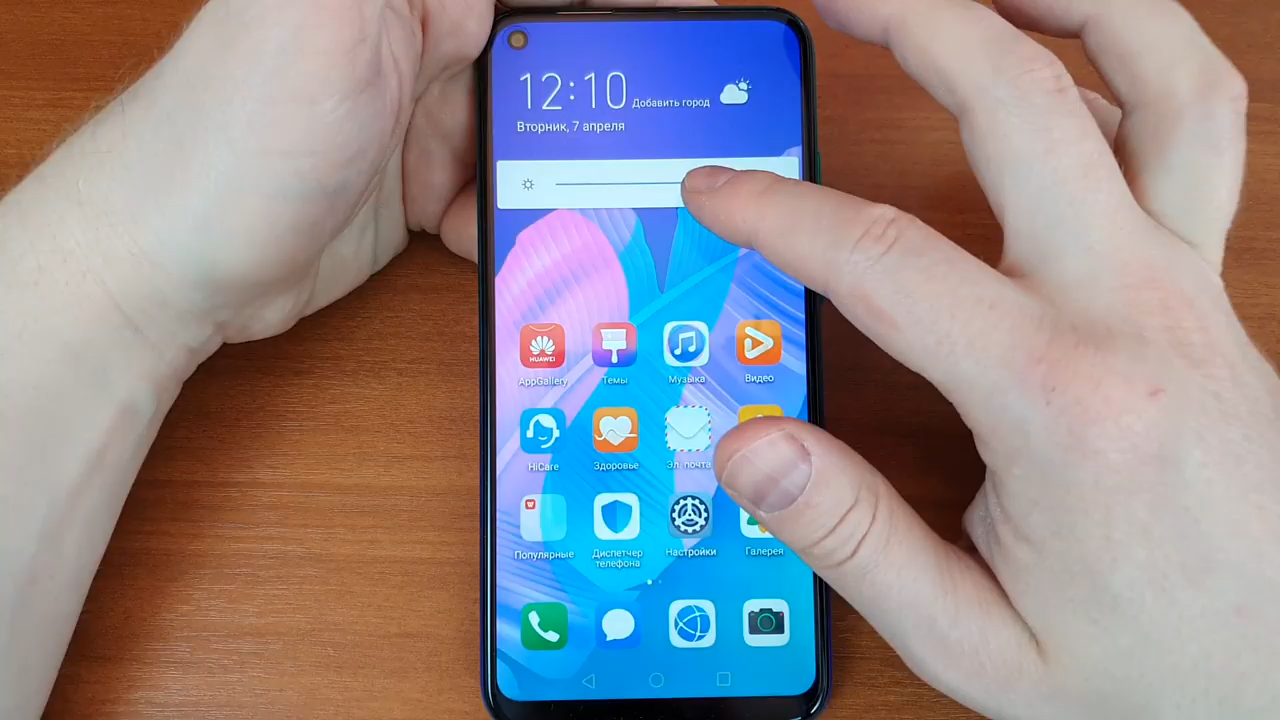 12:10 Добавить город
Вторник, 7 апреля
HUAWEI
AppGallery Темы Музыка Видео
HiCare Здоровье Эл. почта
Популярные Диспетчер телефона Настройки Галерея